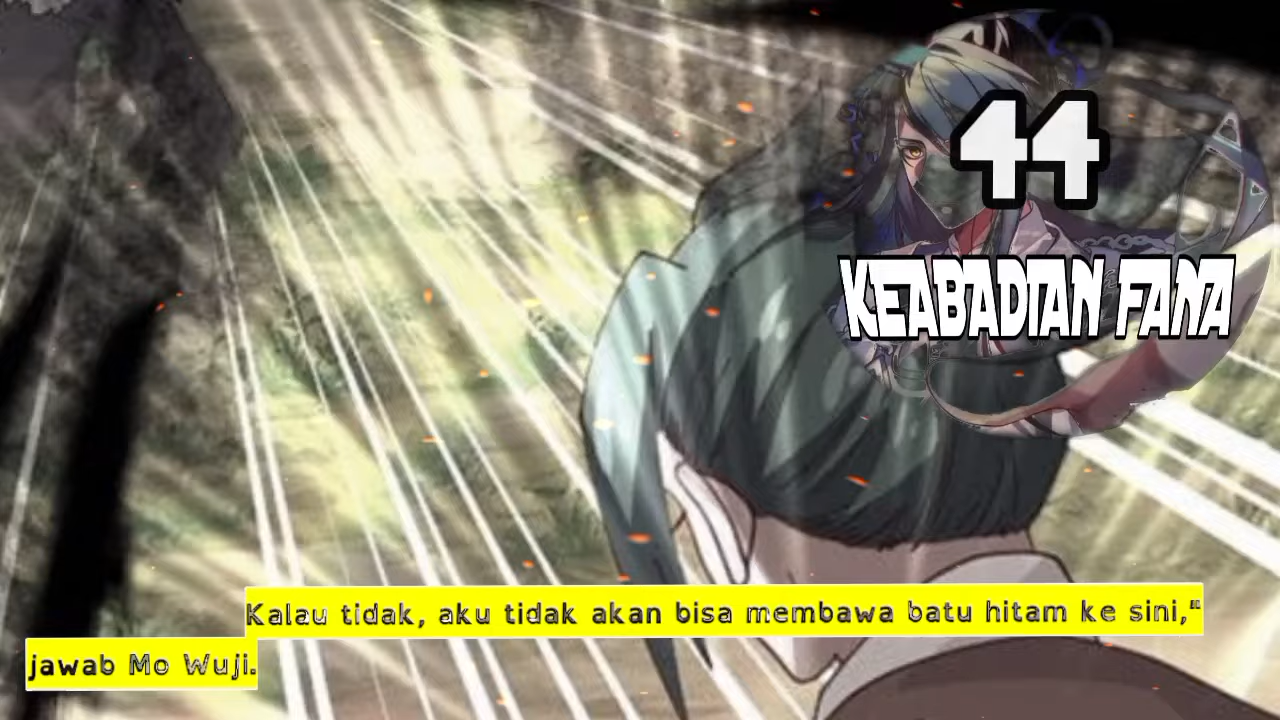 44
KEABADIAN FANA
Kalau tidak, aku tidak akan bisa membawa batu hitam ke sini,"
jawab Mo Wuji.